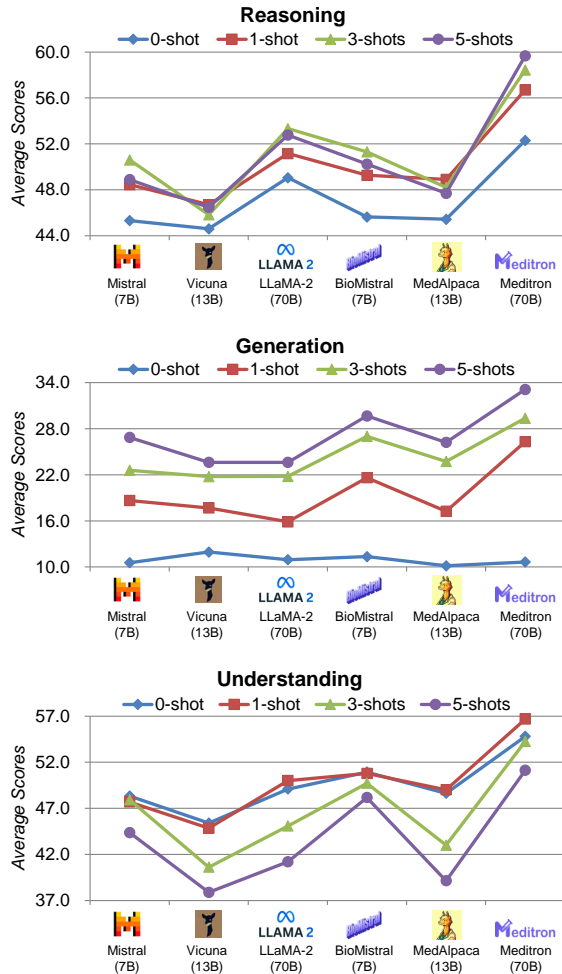 Reasoning
0-shot 1-shot 3-shots 5-shots
60.0
56.0
52.0
48.0
44.0
Average Scores
LLAMA 2 BioMistral Meditron
Mistral Vicuna LLaMA-2 BioMistral MedAlpaca Meditron
(7B) (13B) (70B) (7B) (13B) (70B)
Generation
0-shot 1-shot 3-shots 5-shots
34.0
28.0
22.0
16.0
10.0
Average Scores
LLAMA 2 BioMistral Meditron
Mistral Vicuna LLaMA-2 BioMistral MedAlpaca Meditron
(7B) (13B) (70B) (7B) (13B) (70B)
Understanding
0-shot 1-shot 3-shots 5-shots
57.0
52.0
47.0
42.0
37.0
Average Scores
LLAMA 2 BioMistral Meditron
Mistral Vicuna LLaMA-2 BioMistral MedAlpaca Meditron
(7B) (13B) (70B) (7B) (13B) (70B)